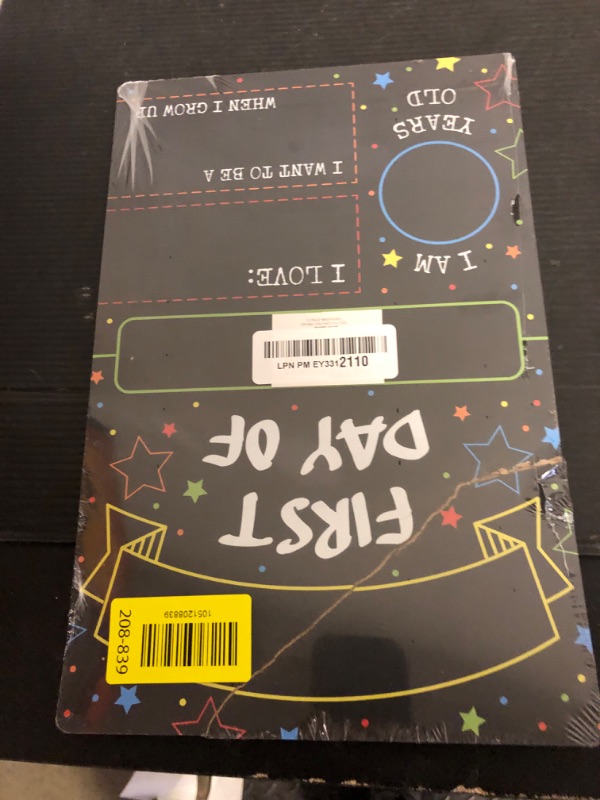 FIRST
DAY OF
LPN PM EY3312110
I LOVE:
I AM
YEARS
OLD
I WANT TO BE A
WHEN I GROW UP
208-839
1051208839